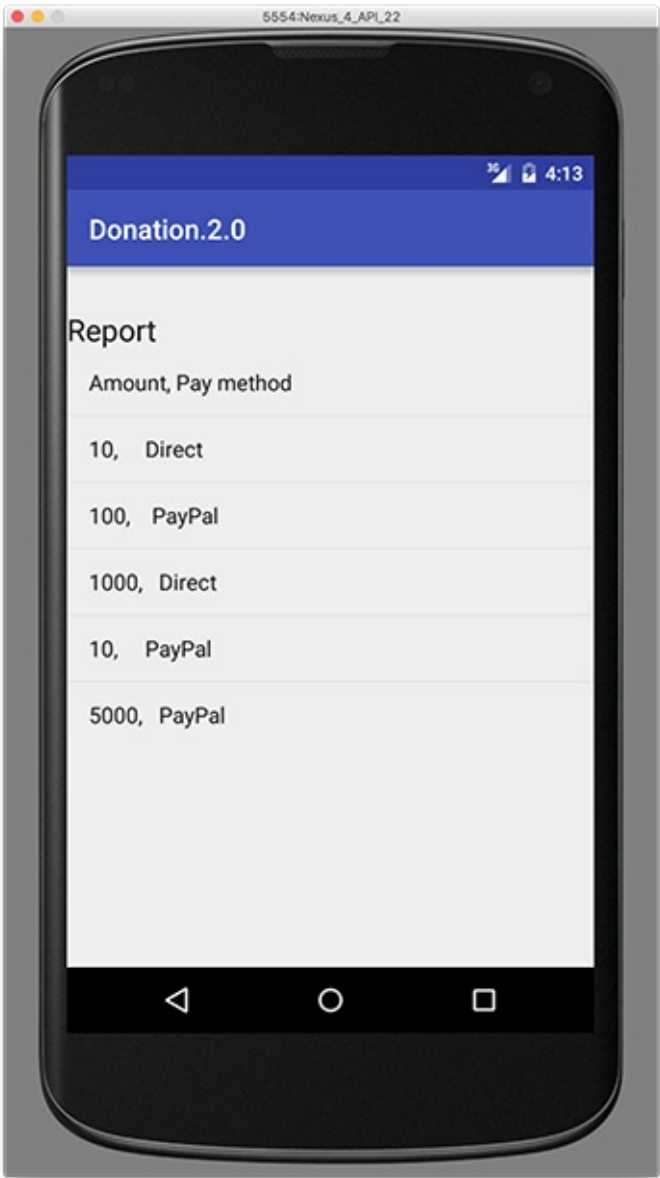 5554:Nexus_4_API_22
3G 4:13
Donation.2.0
Report
Amount, Pay method
10, Direct
100, PayPal
1000, Direct
10, PayPal
5000, PayPal